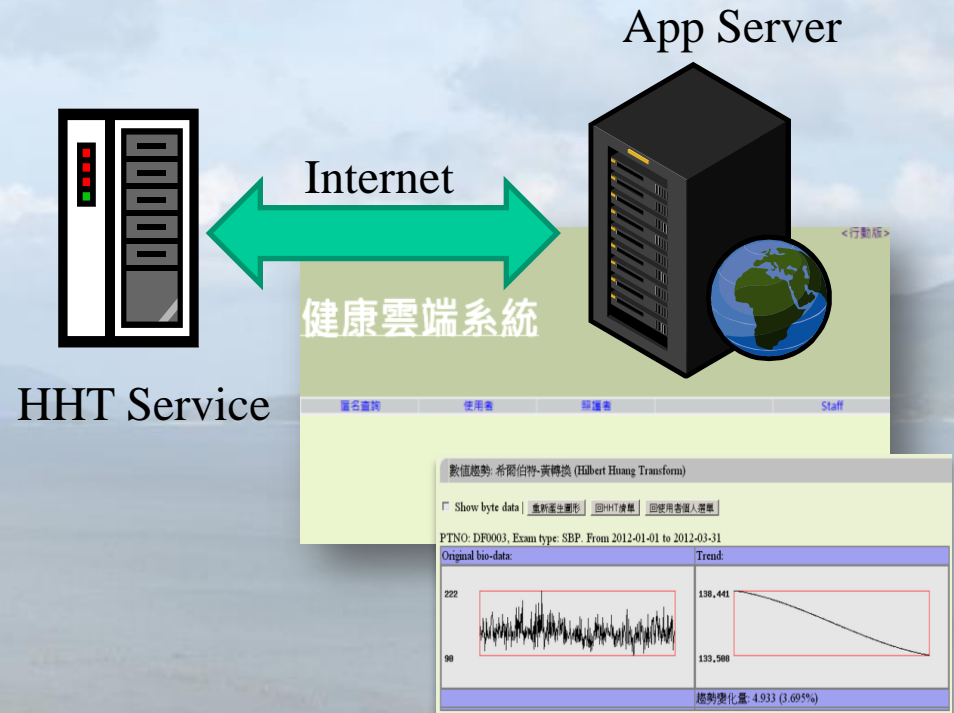 App Server
Internet
HHT Service
<行動版>
健康雲端系統
匿名查詢 使用者 照護者 Staff
數值趨勢: 希爾伯特-黃轉換 (Hilbert Huang Transform)
Show byte data | 重新產生圖形 回HHT清單 回使用者個人選單
PTNO: DF0003, Exam type: SBP. From 2012-01-01 to 2012-03-31
Original bio-data: Trend:
222 138,441
90 133,508
趨勢變化量: 4.933 (3.695%)